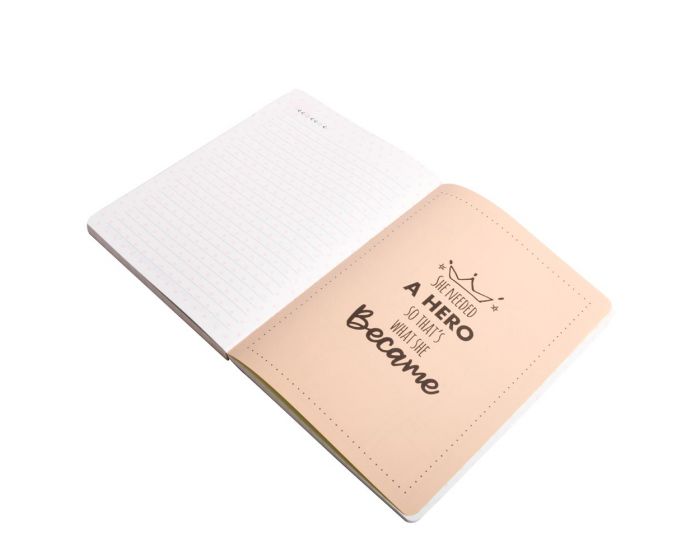 SHE NEEDED
A HERO
SO THAT'S
WHAT SHE
Became